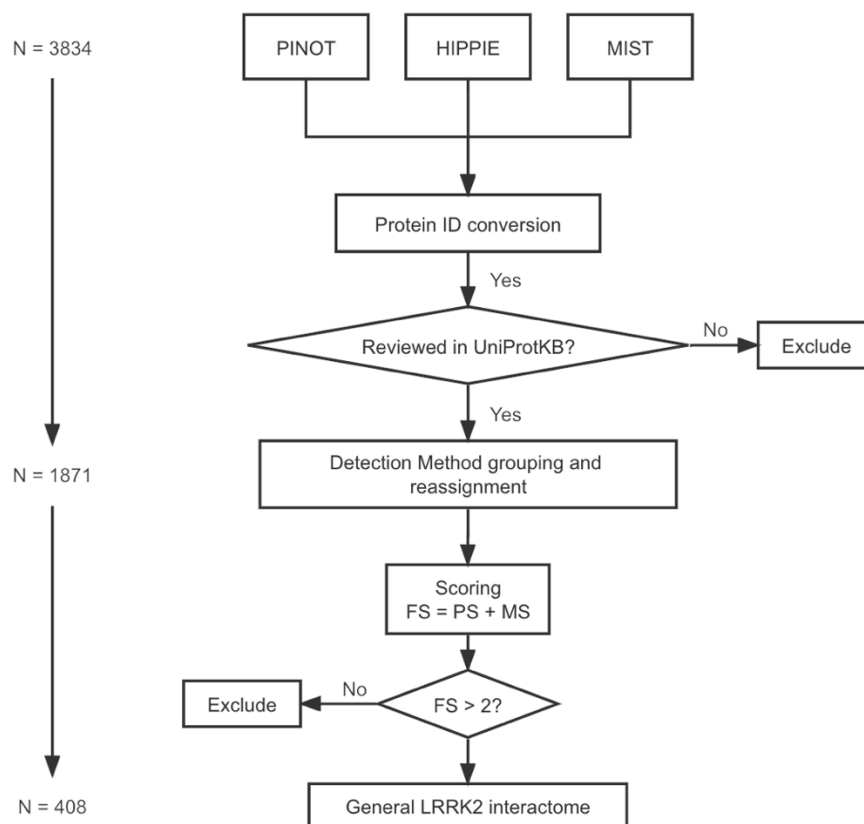 N = 3834
PINOT
HIPPIE
MIST
Protein ID conversion
Yes
Reviewed in UniProtKB?
No
Exclude
Yes
N = 1871
Detection Method grouping and
reassignment
Scoring
FS = PS + MS
Exclude
No
FS > 2?
N = 408
General LRRK2 interactome